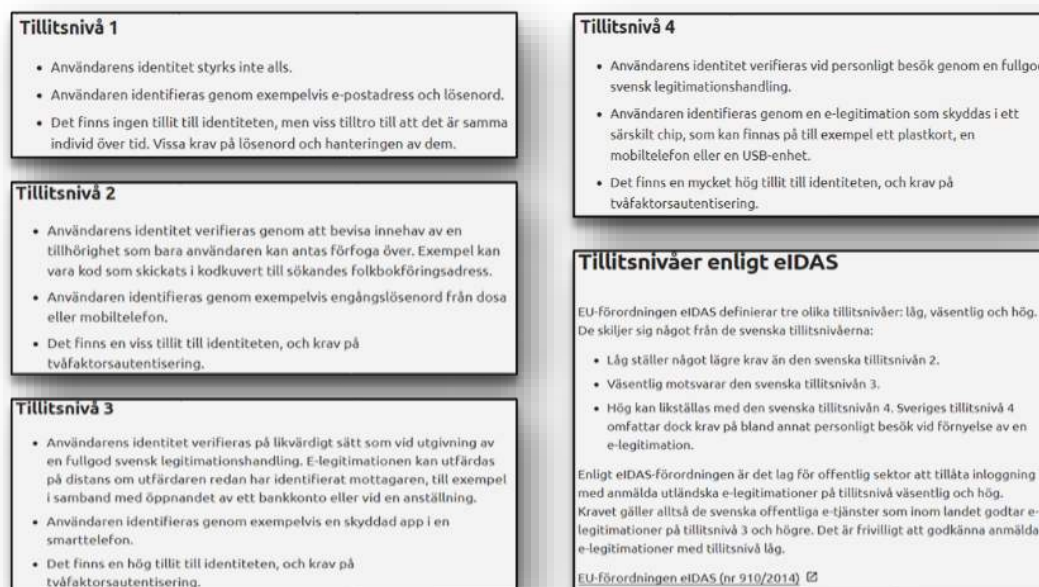 Tillitsnivå 1
• Användarens identitet styrks inte alls.
• Användaren identifieras genom exempelvis e-postadress och lösenord.
• Det finns ingen tillit till identiteten, men viss tilltro till att det är samma
individ över tid. Vissa krav på lösenord och hanteringen av dem.
Tillitsnivå 2
• Användarens identitet verifieras genom att bevisa innehav av en
tillhörighet som bara användaren kan antas förfoga över. Exempel kan
vara kod som skickats i kodkuvert till sökandes folkbokföringsadress.
• Användaren identifieras genom exempelvis engångslösenord från dosa
eller mobiltelefon.
• Det finns en viss tillit till identiteten, och krav på
tvåfaktorsautentisering.
Tillitsnivå 3
• Användarens identitet verifieras på likvärdigt sätt som vid utgivning av
en fullgod svensk legitimationshandling. E-legitimationen kan utfärdas
på distans om utfärdaren redan har identifierat mottagaren, till exempel
i samband med öppnandet av ett bankkonto eller vid en anställning.
• Användaren identifieras genom exempelvis en skyddad app i en
smarttelefon.
• Det finns en hög tillit till identiteten, och krav på
tvåfaktorsautentisering.
Tillitsnivå 4
• Användarens identitet verifieras vid personligt besök genom en fullgo
svensk legitimationshandling.
• Användaren identifieras genom en e-legitimation som skyddas i ett
särskilt chip, som kan finnas på till exempel ett plastkort, en
mobiltelefon eller en USB-enhet.
• Det finns en mycket hög tillit till identiteten, och krav på
tvåfaktorsautentisering.
Tillitsnivåer enligt eIDAS
EU-förordningen eIDAS definierar tre olika tillitsnivåer: låg, väsentlig och hög.
De skiljer sig något från de svenska tillitsnivåerna:
• Låg ställer något lägre krav än den svenska tillitsnivån 2.
• Väsentlig motsvarar den svenska tillitsnivån 3.
• Hög kan likställas med den svenska tillitsnivån 4. Sveriges tillitsnivå 4
omfattar dock krav på bland annat personligt besök vid förnyelse av en
e-legitimation.
Enligt eIDAS-förordningen är det lag för offentlig sektor att tillåta inloggning
med anmälda utländska e-legitimationer på tillitsnivå väsentlig och hög.
Kravet gäller alltså de svenska offentliga e-tjänster som inom landet godtar e-
legitimationer på tillitsnivå 3 och högre. Det är frivilligt att godkänna anmälda
e-legitimationer med tillitsnivå låg.
EU-förordningen eIDAS (nr 910/2014)